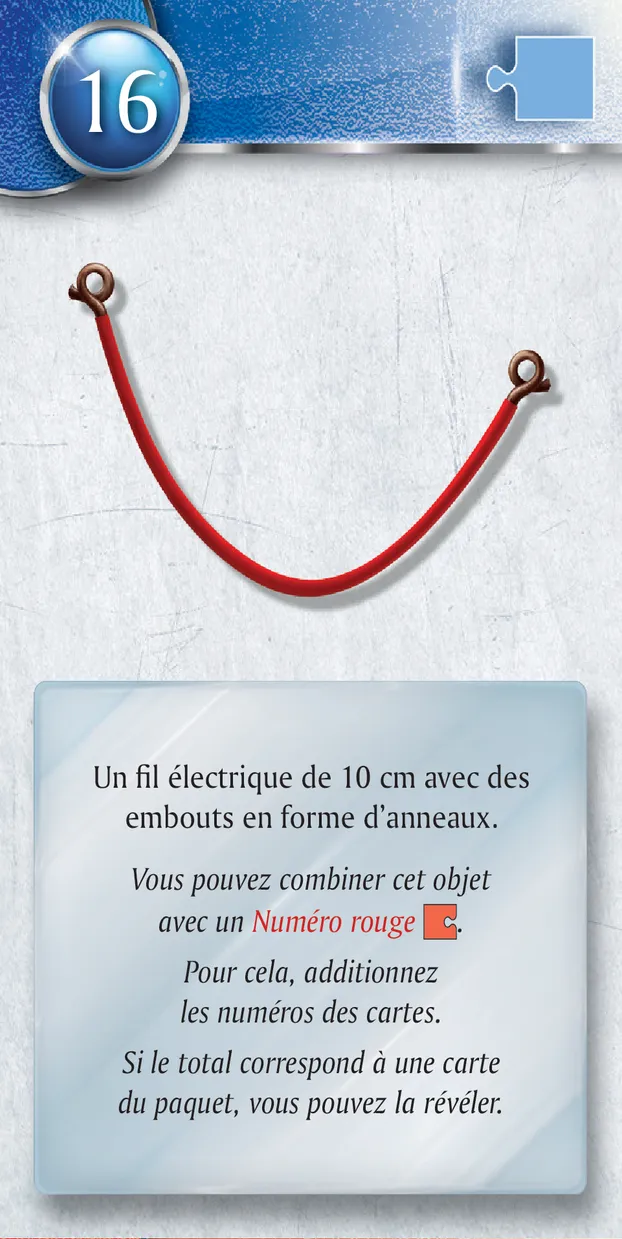 16
Un fil électrique de 10 cm avec des
embouts en forme d’anneaux.
Vous pouvez combiner cet objet
avec un Numéro rouge.
Pour cela, additionnez
les numéros des cartes.
Si le total correspond à une carte
du paquet, vous pouvez la révéler.